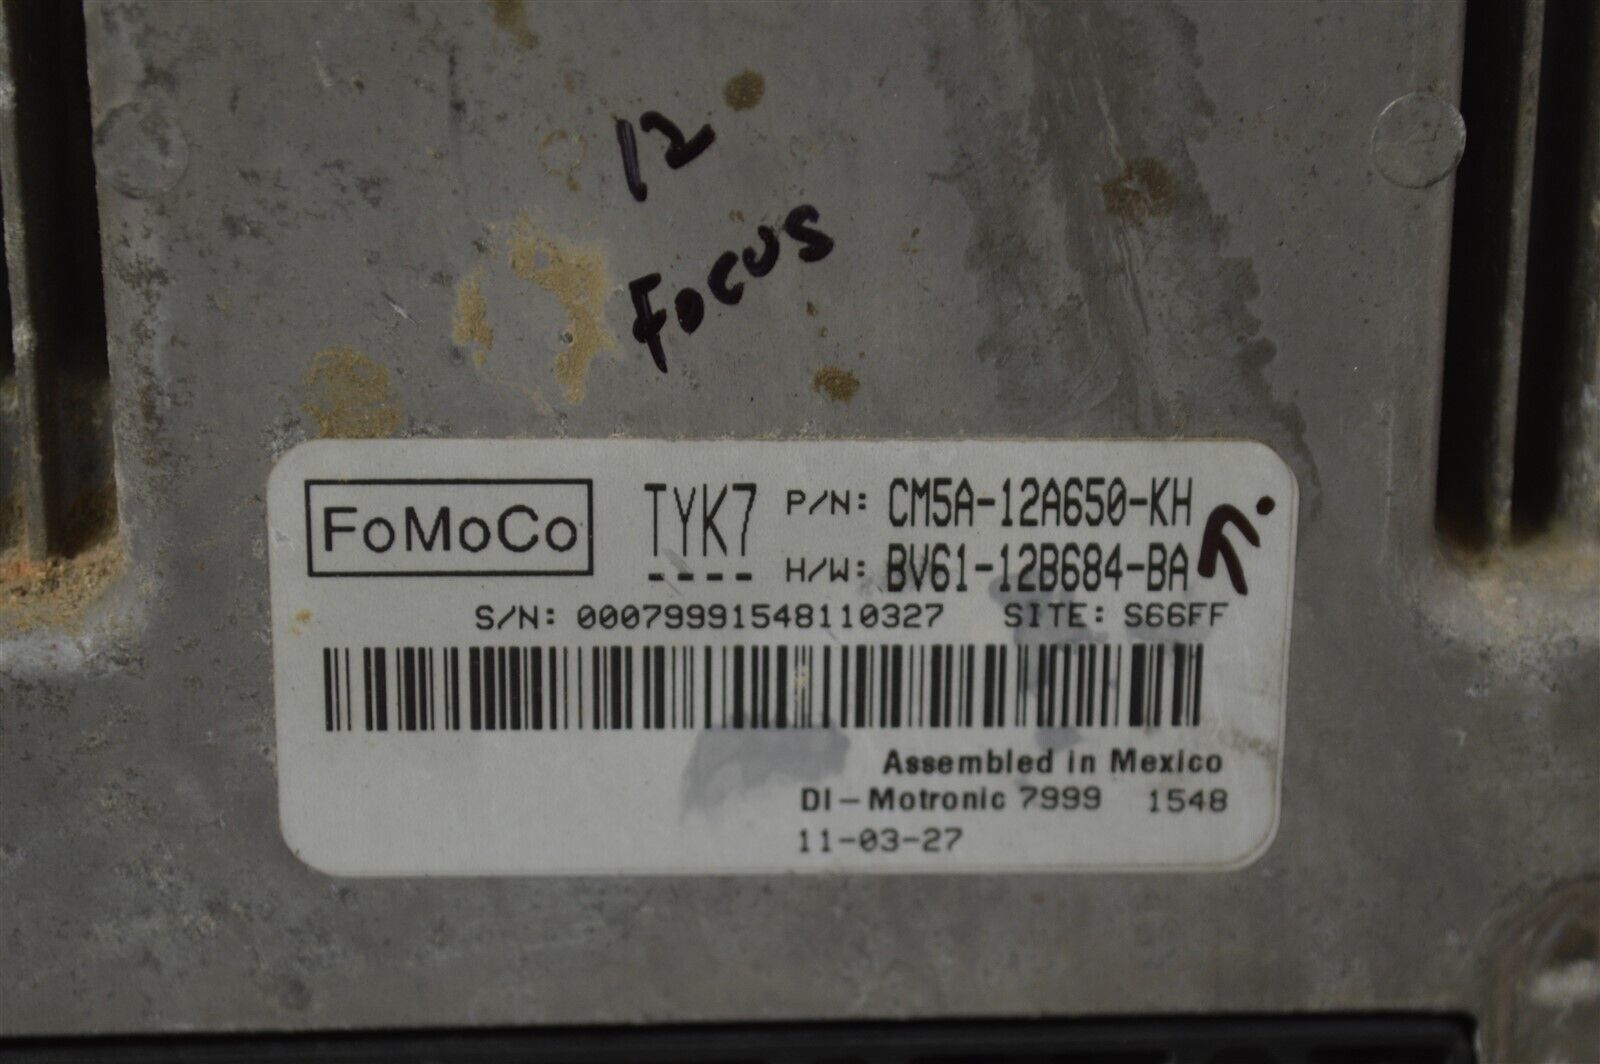 12
Focus
FoMoCo TYK7 P/N: CM5A-12A650-KH
---- H/W: BV61-12B684-BA
S/N: 00079991548110327 SITE: S66FF
Assembled in Mexico
DI-Motronic 7999 1548
11-03-27